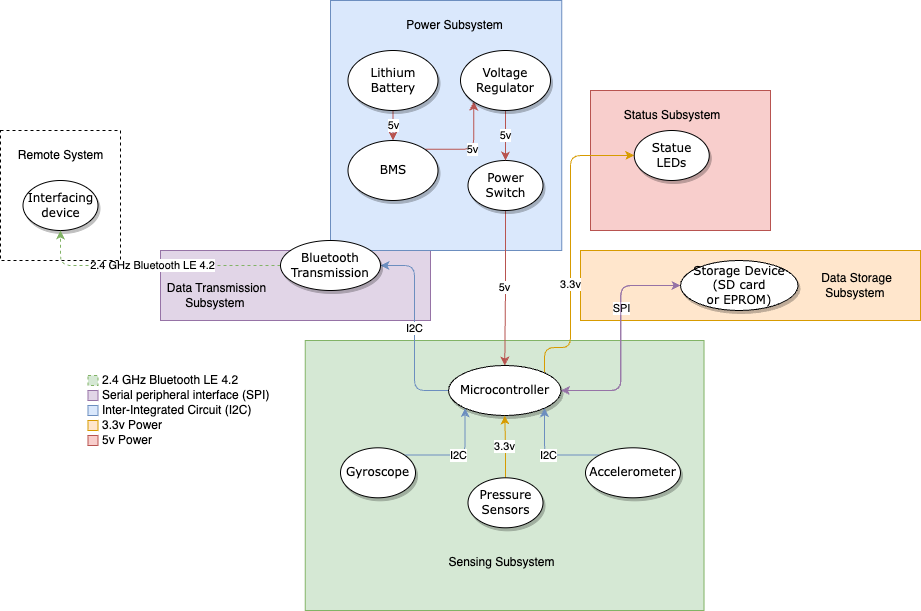 Power Subsystem
Lithium
Battery
Voltage
Regulator
5v
5v
5v
BMS
Power
Switch
Status Subsystem
Statue
LEDs
Remote System
Interfacing
device
2.4 GHz Bluetooth LE 4.2
Bluetooth
Transmission
Data Transmission
Subsystem
I2C
5v
3.3v
Storage Device
(SD card
or EPROM)
Data Storage
Subsystem
SPI
2.4 GHz Bluetooth LE 4.2
Serial peripheral interface (SPI)
Inter-Integrated Circuit (I2C)
3.3v Power
5v Power
Microcontroller
I2C
3.3v
I2C
Gyroscope
Pressure
Sensors
Accelerometer
Sensing Subsystem